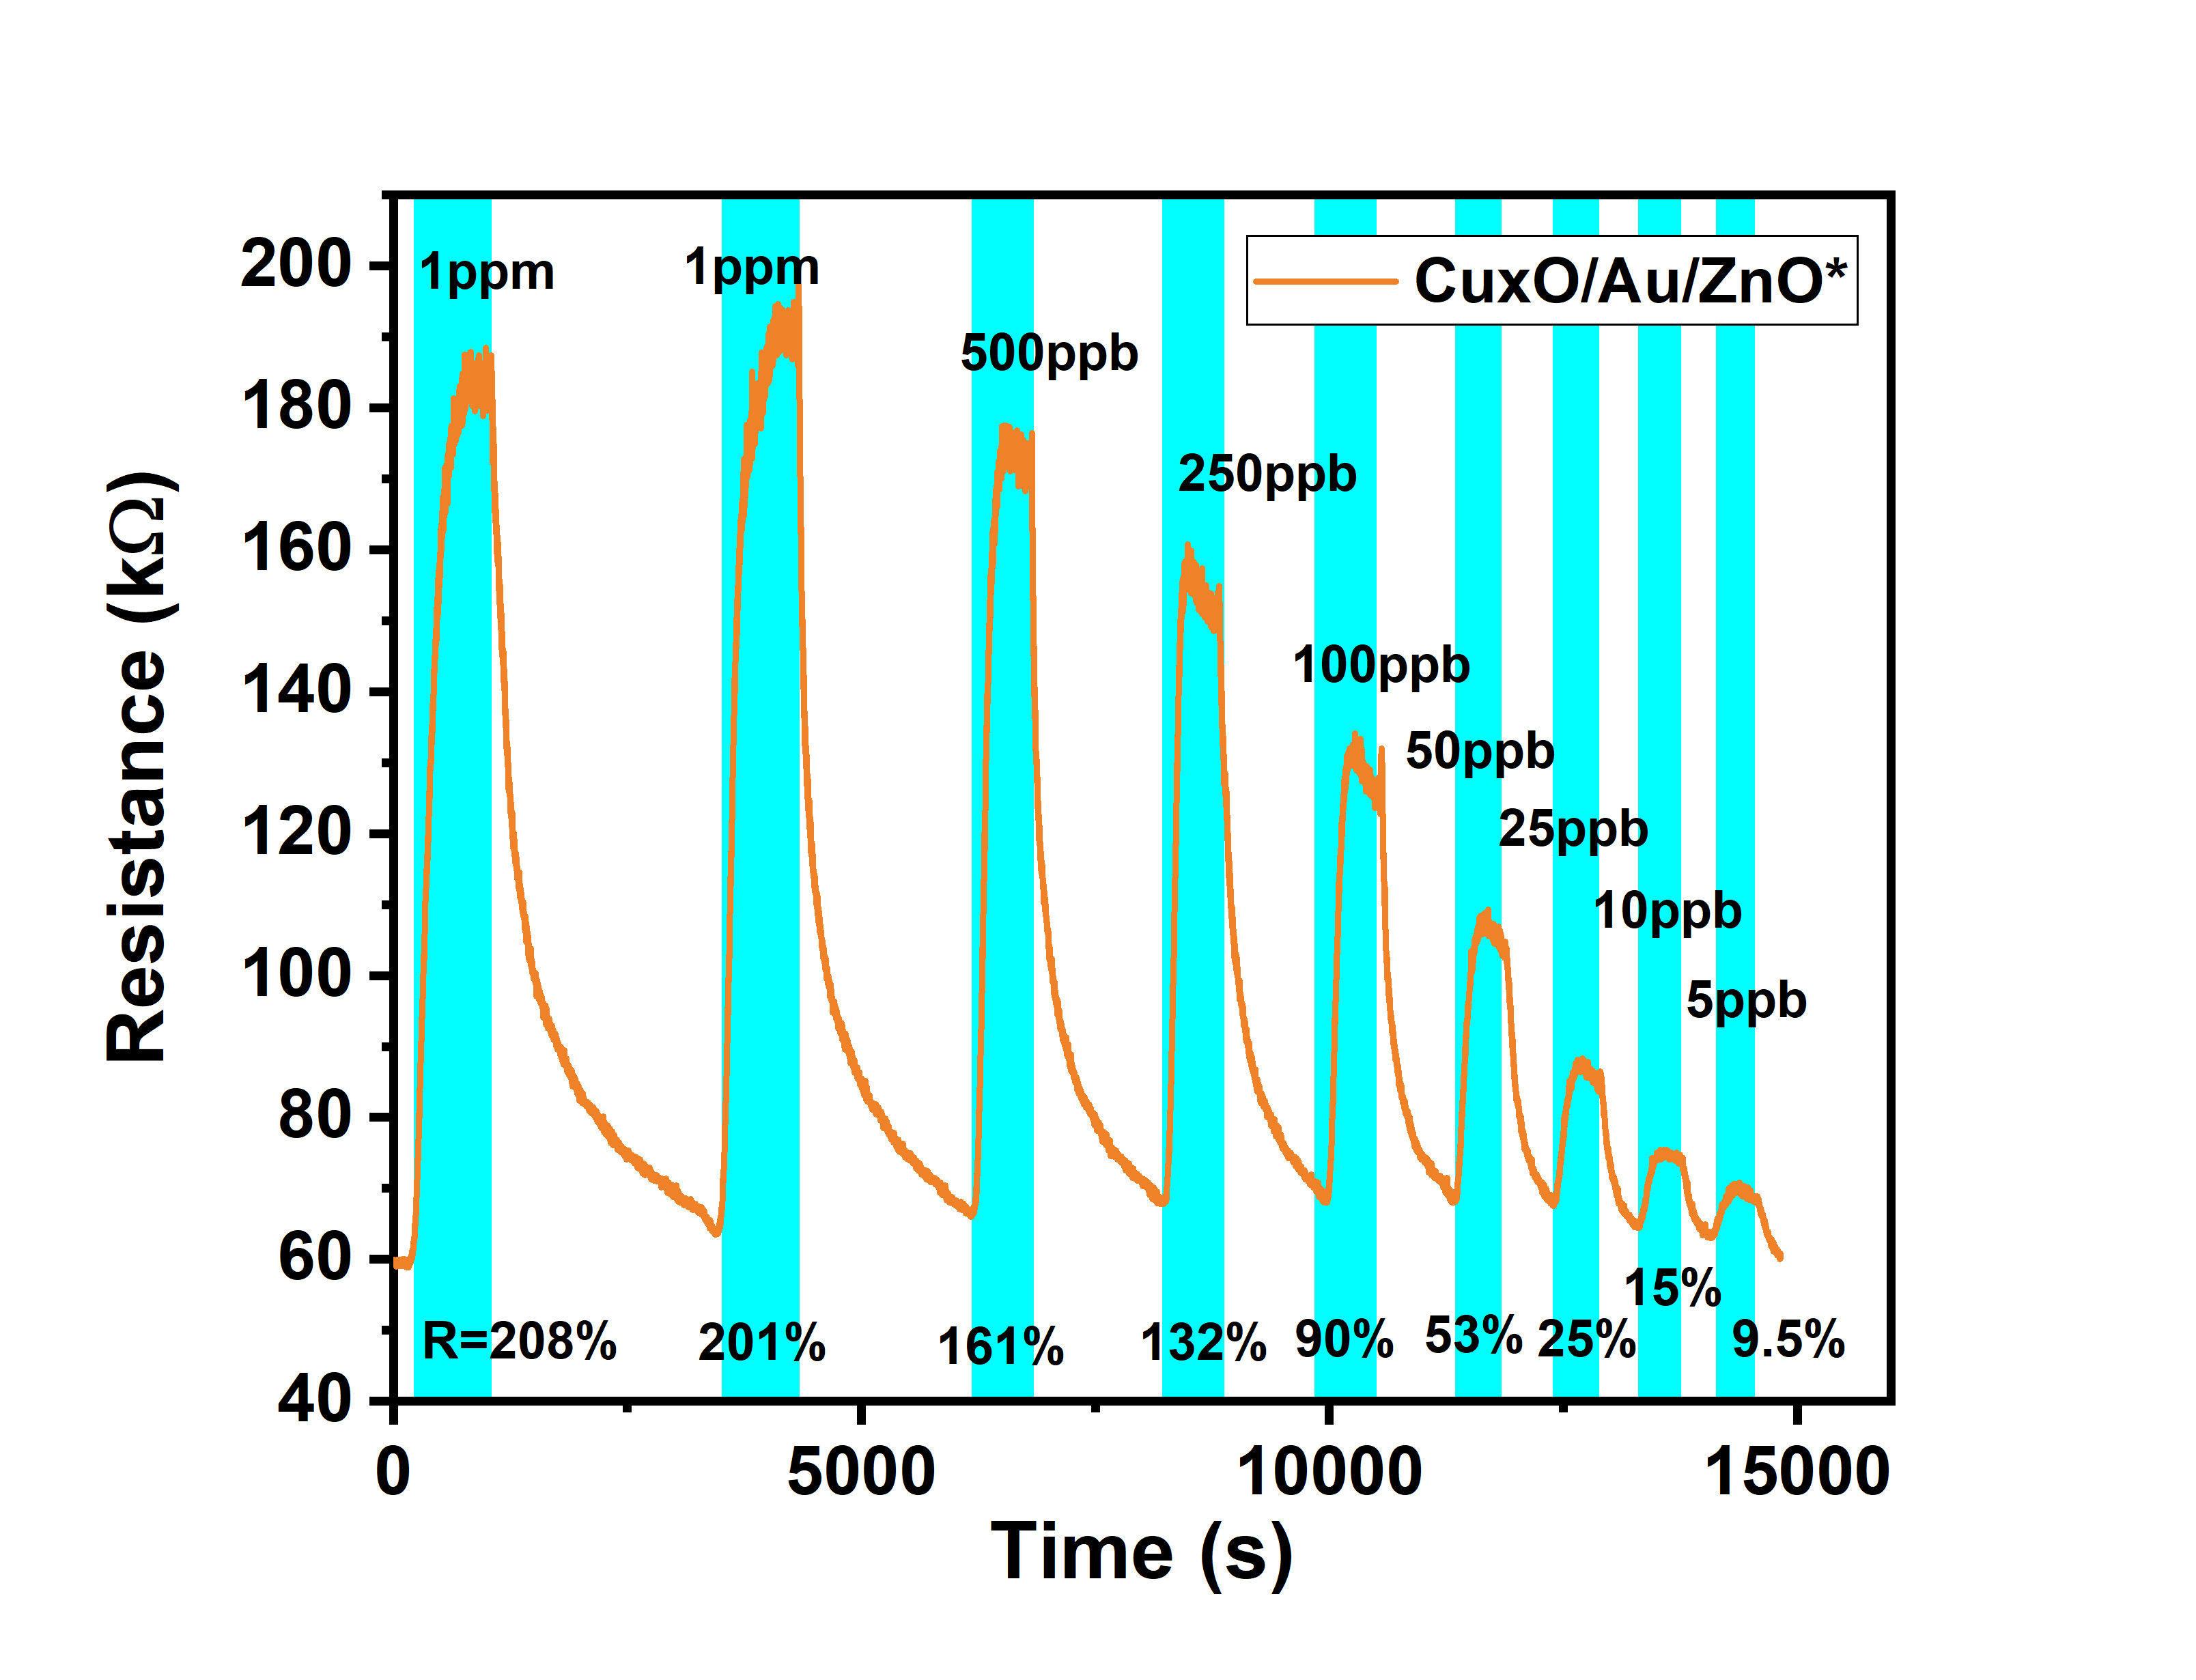 CuxO/Au/ZnO*
1ppm
1ppm
500ppb
250ppb
100ppb
50ppb
25ppb
10ppb
5ppb
R=208%
201%
161%
132%
90%
53%
25%
15%
9.5%
200
180
160
140
120
100
80
60
40
Resistance (kΩ)
0
5000
10000
15000
Time (s)